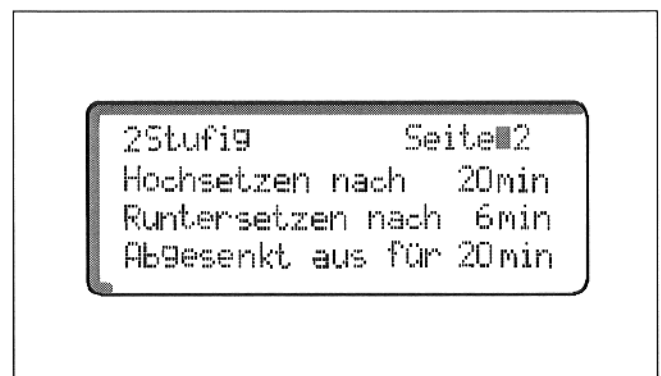 2Stufig Seite 2
Hochsetzen nach 20min
Runtersetzen nach 6min
Abgesenkt aus für 20min